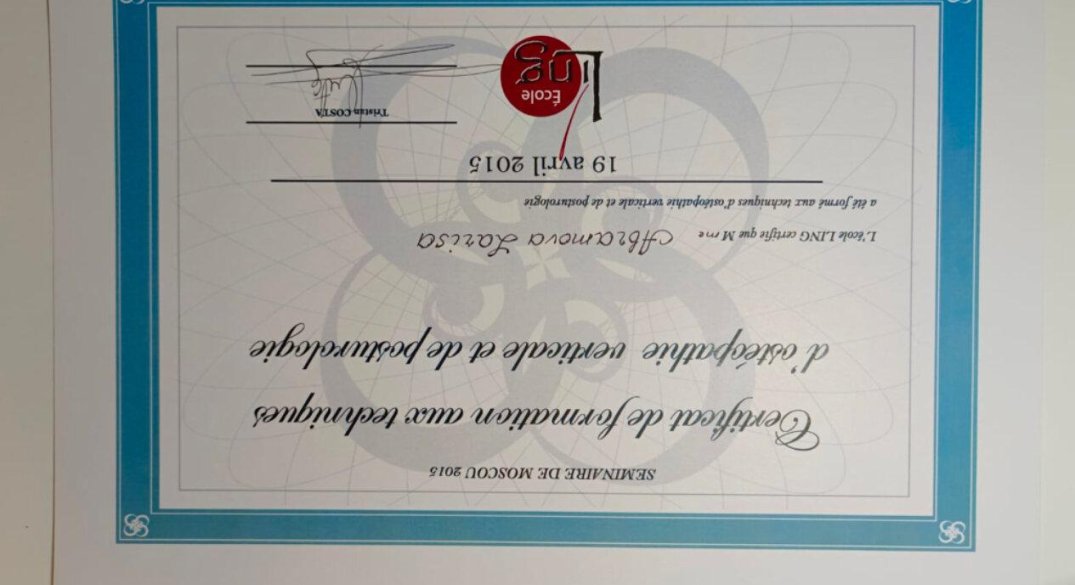 SEMINAIRE DE MOSCOU 2015
Certificat de formation aux techniques
d'ostéopathie verticale et de posturologie
L'école LING certifie que Mme Abramova Larisa
a été formé aux techniques d'ostéopathie verticale et de posturologie
19 avril 2015
École
Ling
Tristan COSTA